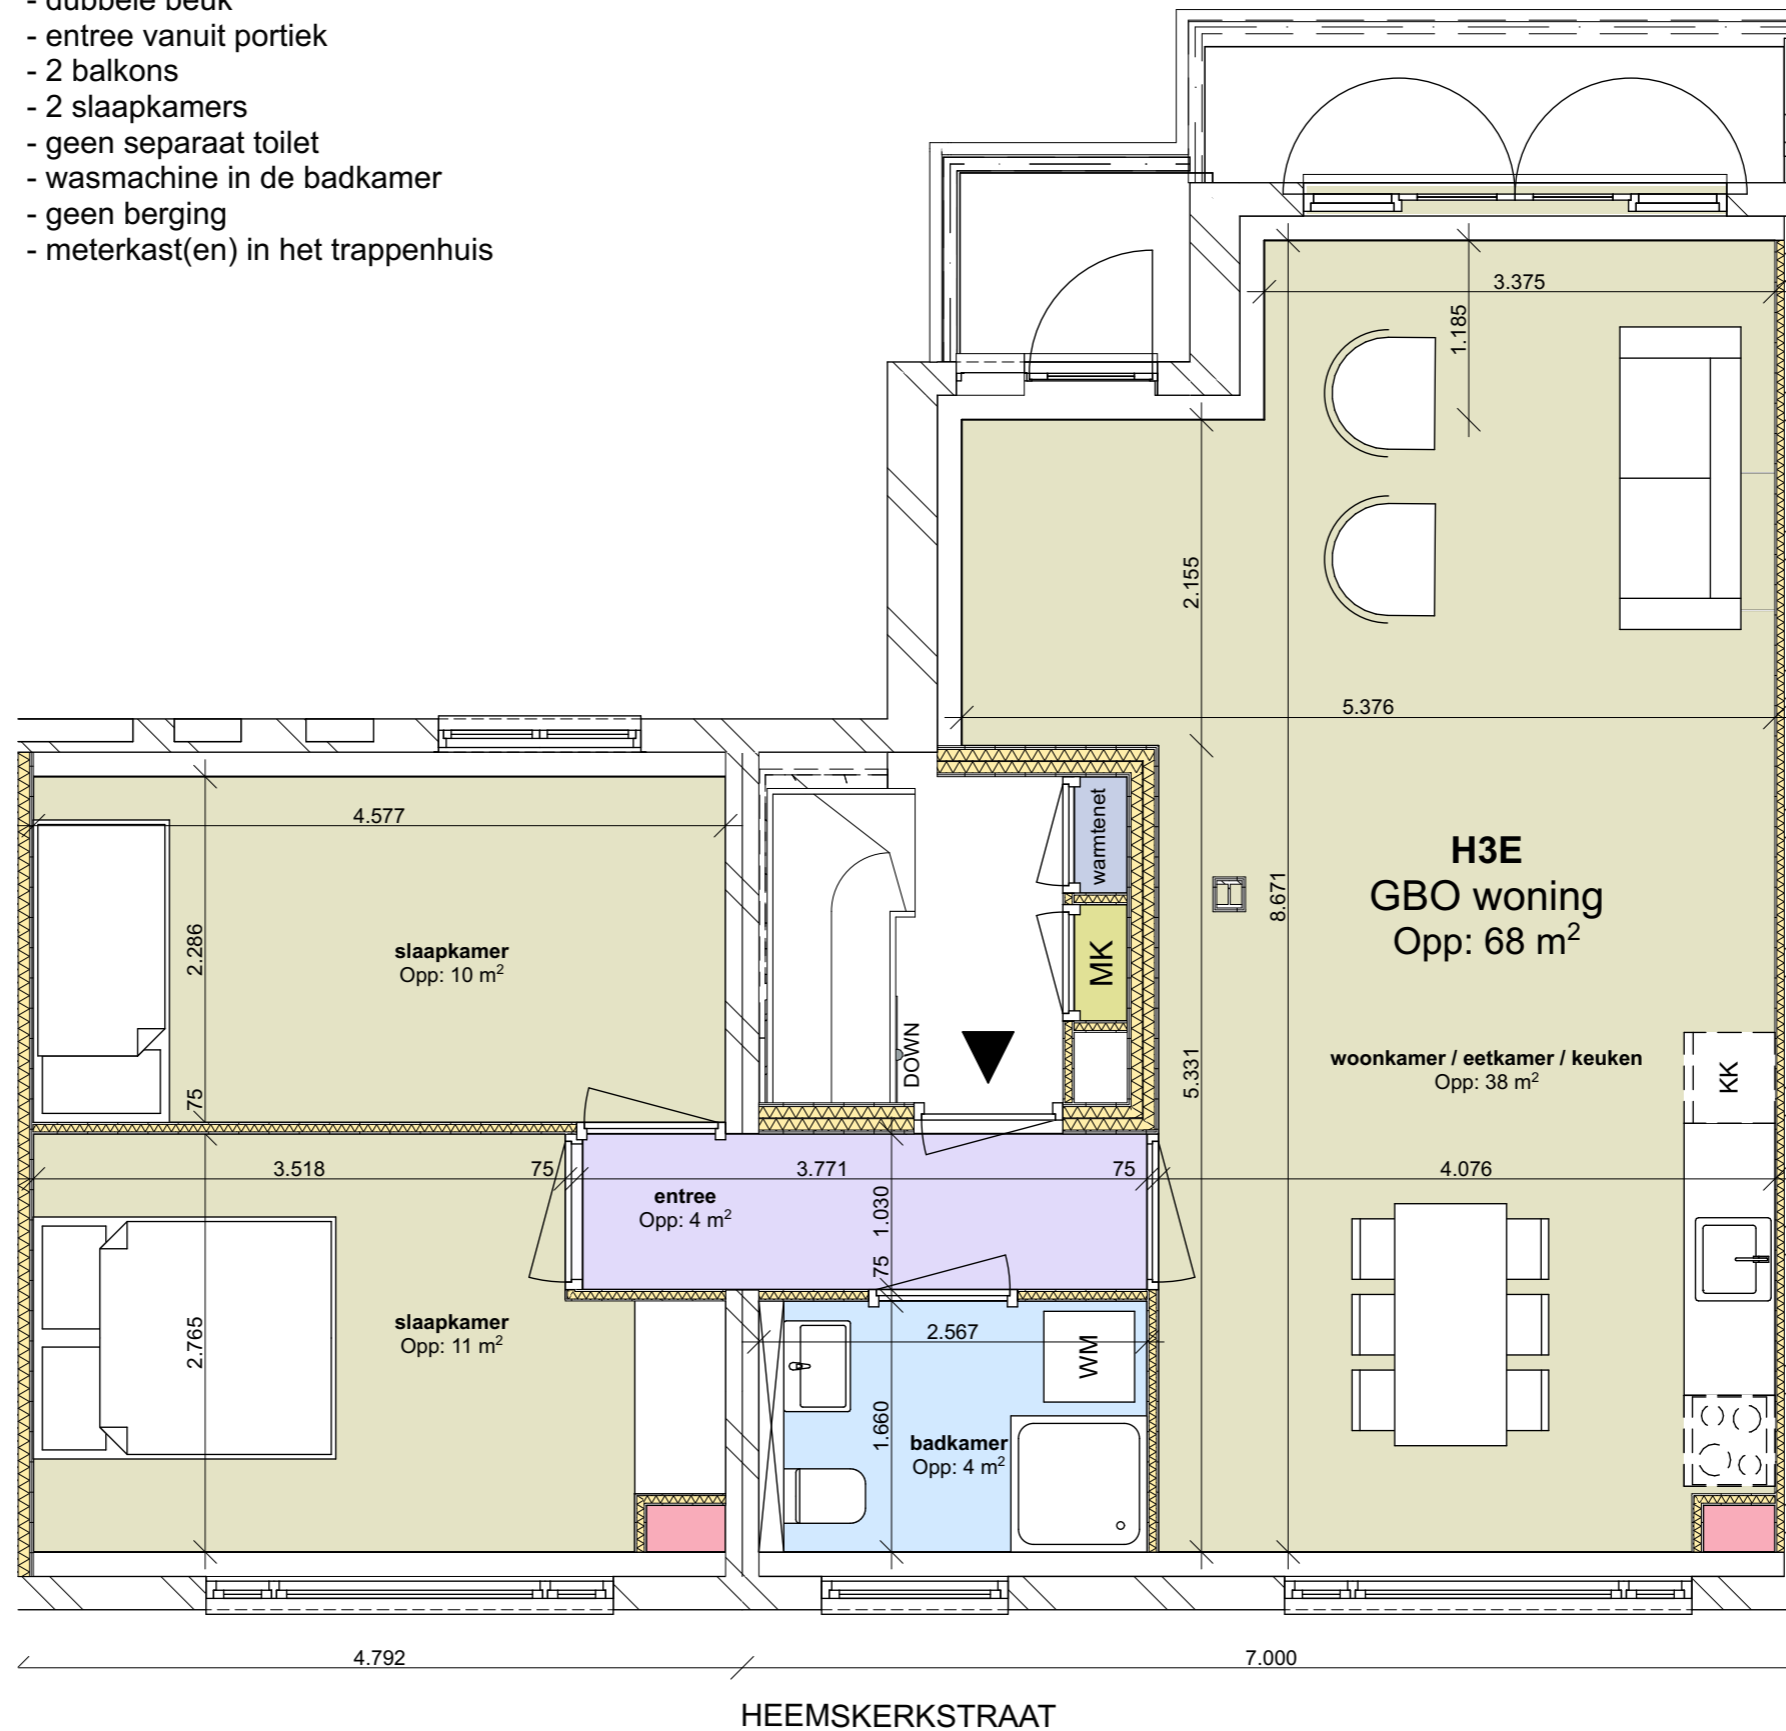 - dubbele beuk
- entree vanuit portiek
- 2 balkons
- 2 slaapkamers
- geen separaat toilet
- wasmachine in de badkamer
- geen berging
- meterkast(en) in het trappenhuis
3.375
1.185
2.155
5.376
4.577
warmtenet
H3E
GBO woning
Opp: 68 m²
8.671
2.286
slaapkamer
Opp: 10 m²
MK
DOWN
5.331
woonkamer / eetkamer / keuken
Opp: 38 m²
KK
75
3.518
75
3.771
75
4.076
entree
Opp: 4 m²
1.030
75
slaapkamer
Opp: 11 m²
2.765
2.567
WM
1.660
badkamer
Opp: 4 m²
4.792
7.000
HEEMSKERKSTRAAT